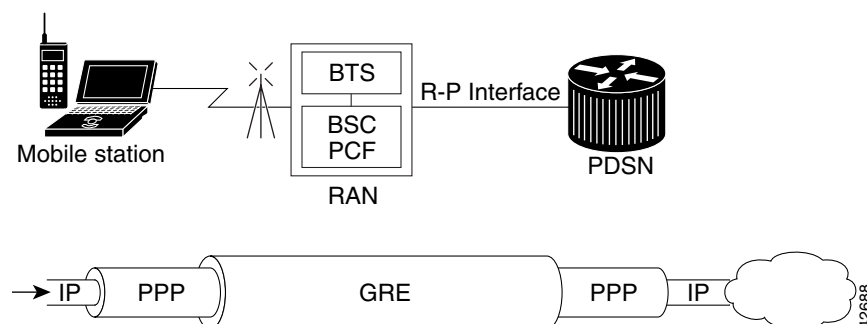 BTS
R-P Interface
BSC
PCF
Mobile station
PDSN
RAN
IP PPP GRE PPP IP